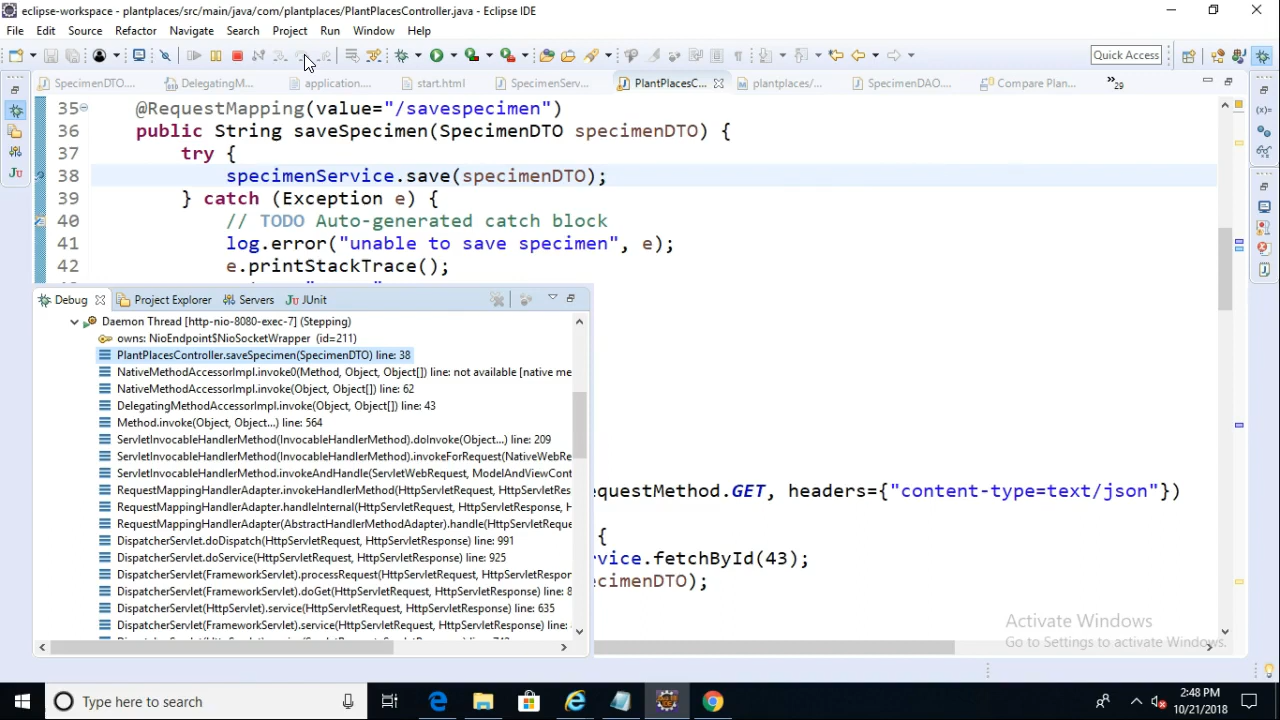 eclipse-workspace - plantplaces/src/main/java/com/plantplaces/PlantPlacesController.java - Eclipse IDE
File Edit Source Refactor Navigate Search Project Run Window Help
Quick Access
SpecimenDTO.... DelegatingM... application.... start.html SpecimenServ... PlantPlacesC... plantplaces/... SpecimenDAO.... Compare Plan... »29
35 @RequestMapping(value="/savespecimen")
36 public String saveSpecimen(SpecimenDTO specimenDTO) {
37 try {
38 specimenService.save(specimenDTO);
39 } catch (Exception e) {
40 // TODO Auto-generated catch block
41 log.error("unable to save specimen", e);
42 e.printStackTrace();
Debug Project Explorer Servers JUnit
Daemon Thread [http-nio-8080-exec-7] (Stepping)
owns: NioEndpoint$NioSocketWrapper (id=211)
PlantPlacesController.saveSpecimen(SpecimenDTO) line: 38
NativeMethodAccessorImpl.invoke0(Method, Object, Object[]) line: not available [native me
NativeMethodAccessorImpl.invoke(Object, Object[]) line: 62
DelegatingMethodAccessorImpl.invoke(Object, Object[]) line: 43
Method.invoke(Object, Object...) line: 564
ServletInvocableHandlerMethod(InvocableHandlerMethod).doInvoke(Object...) line: 209
ServletInvocableHandlerMethod(InvocableHandlerMethod).invokeForRequest(NativeWebRe
ServletInvocableHandlerMethod.invokeAndHandle(ServletWebRequest, ModelAndViewCont
RequestMappingHandlerAdapter.invokeHandlerMethod(HttpServletRequest, HttpServletRes
equestMethod.GET, headers={"content-type=text/json"})
RequestMappingHandlerAdapter.handleInternal(HttpServletRequest, HttpServletResponse, H
RequestMappingHandlerAdapter(AbstractHandlerMethodAdapter).handle(HttpServletReque
{
DispatcherServlet.doDispatch(HttpServletRequest, HttpServletResponse) line: 991
DispatcherServlet.doService(HttpServletRequest, HttpServletResponse) line: 925
rvice.fetchById(43);
DispatcherServlet(FrameworkServlet).processRequest(HttpServletRequest, HttpServletRespor
ecimenDTO);
DispatcherServlet(FrameworkServlet).doGet(HttpServletRequest, HttpServletResponse) line: 8
DispatcherServlet(HttpServlet).service(HttpServletRequest, HttpServletResponse) line: 635
DispatcherServlet(FrameworkServlet).service(HttpServletRequest, HttpServletResponse) line:
Activate Windows
Go to Settings to activate Windows.
Type here to search
2:48 PM
10/21/2018